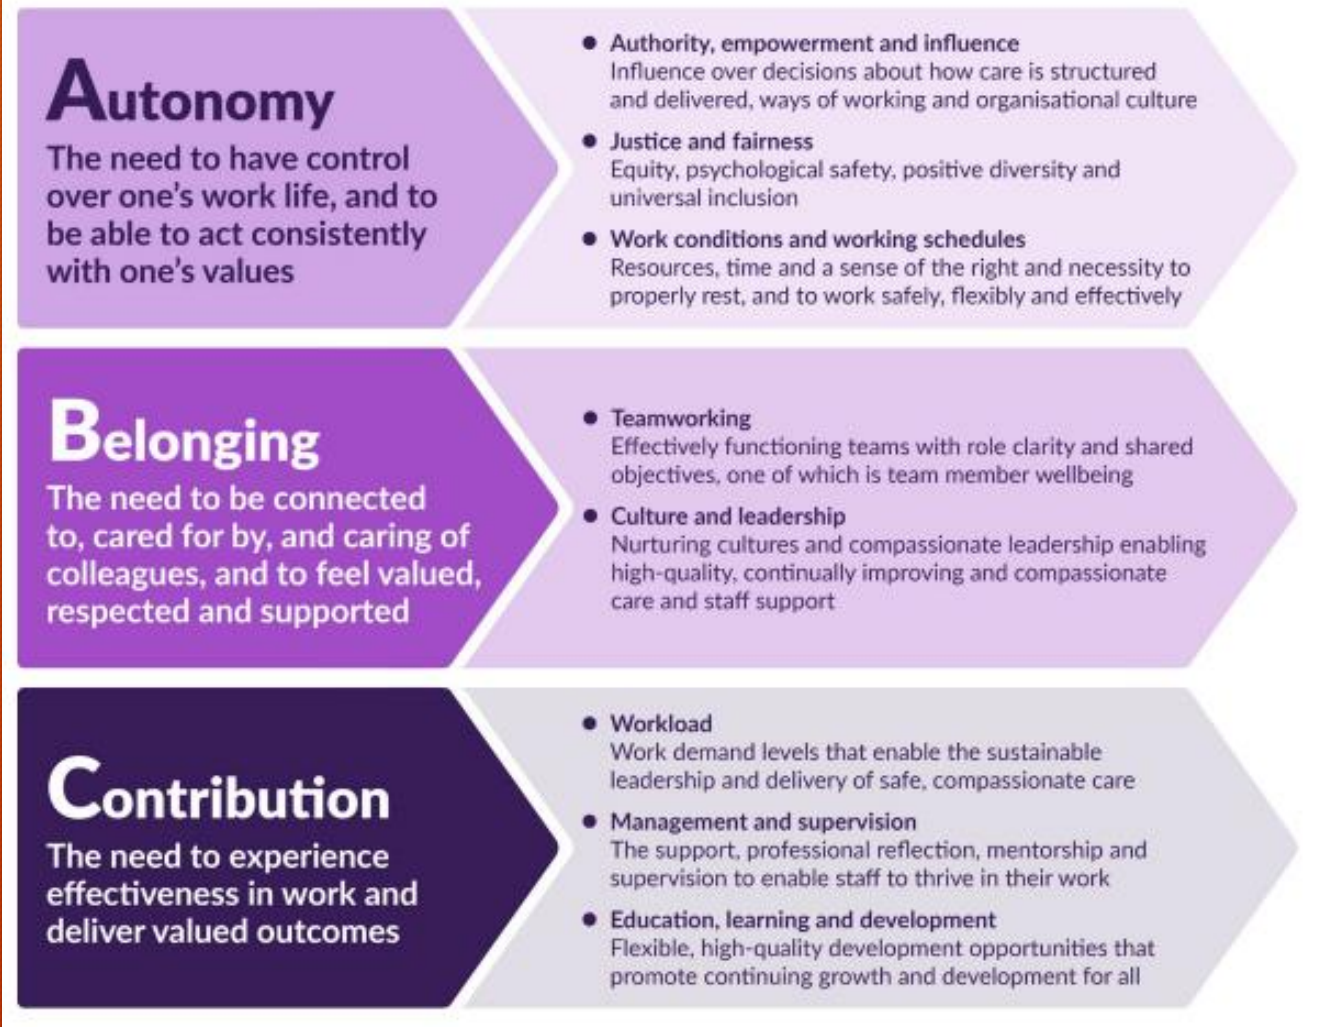 Autonomy
The need to have control
over one's work life, and to
be able to act consistently
with one's values
● Authority, empowerment and influence
Influence over decisions about how care is structured
and delivered, ways of working and organisational culture
● Justice and fairness
Equity, psychological safety, positive diversity and
universal inclusion
● Work conditions and working schedules
Resources, time and a sense of the right and necessity to
properly rest, and to work safely, flexibly and effectively
Belonging
The need to be connected
to, cared for by, and caring of
colleagues, and to feel valued,
respected and supported
● Teamworking
Effectively functioning teams with role clarity and shared
objectives, one of which is team member wellbeing
● Culture and leadership
Nurturing cultures and compassionate leadership enabling
high-quality, continually improving and compassionate
care and staff support
Contribution
The need to experience
effectiveness in work and
deliver valued outcomes
● Workload
Work demand levels that enable the sustainable
leadership and delivery of safe, compassionate care
● Management and supervision
The support, professional reflection, mentorship and
supervision to enable staff to thrive in their work
● Education, learning and development
Flexible, high-quality development opportunities that
promote continuing growth and development for all